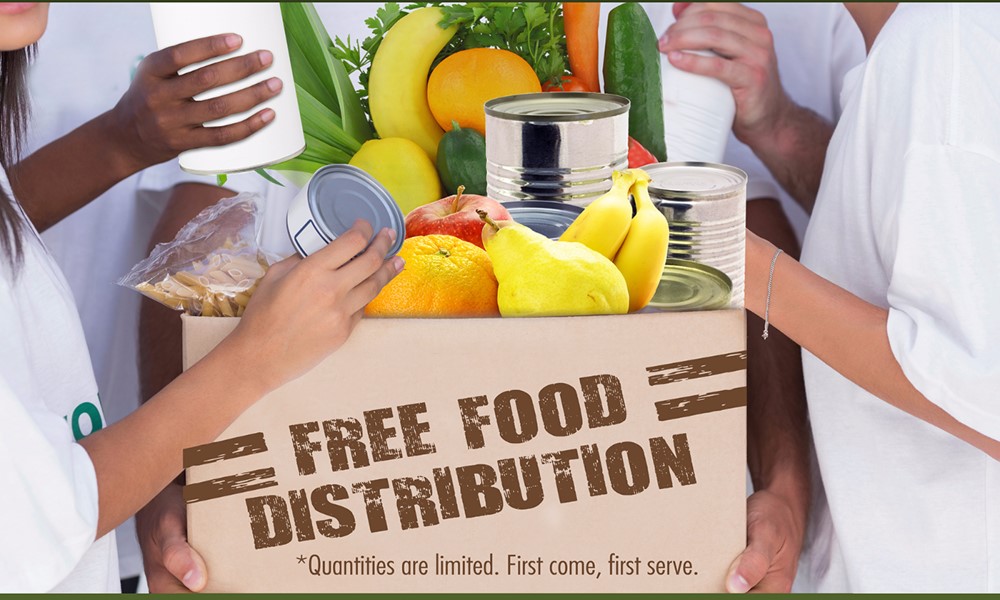 FREE FOOD
DISTRIBUTION
*Quantities are limited. First come, first serve.